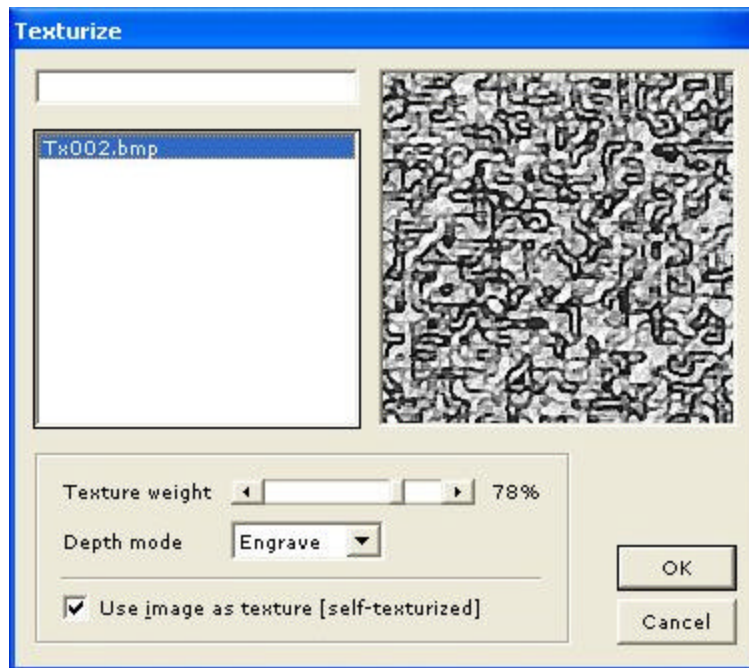 Texturize
Tx002.bmp
Texture weight 78%
Depth mode Engrave
Use image as texture [self-texturized]
OK
Cancel